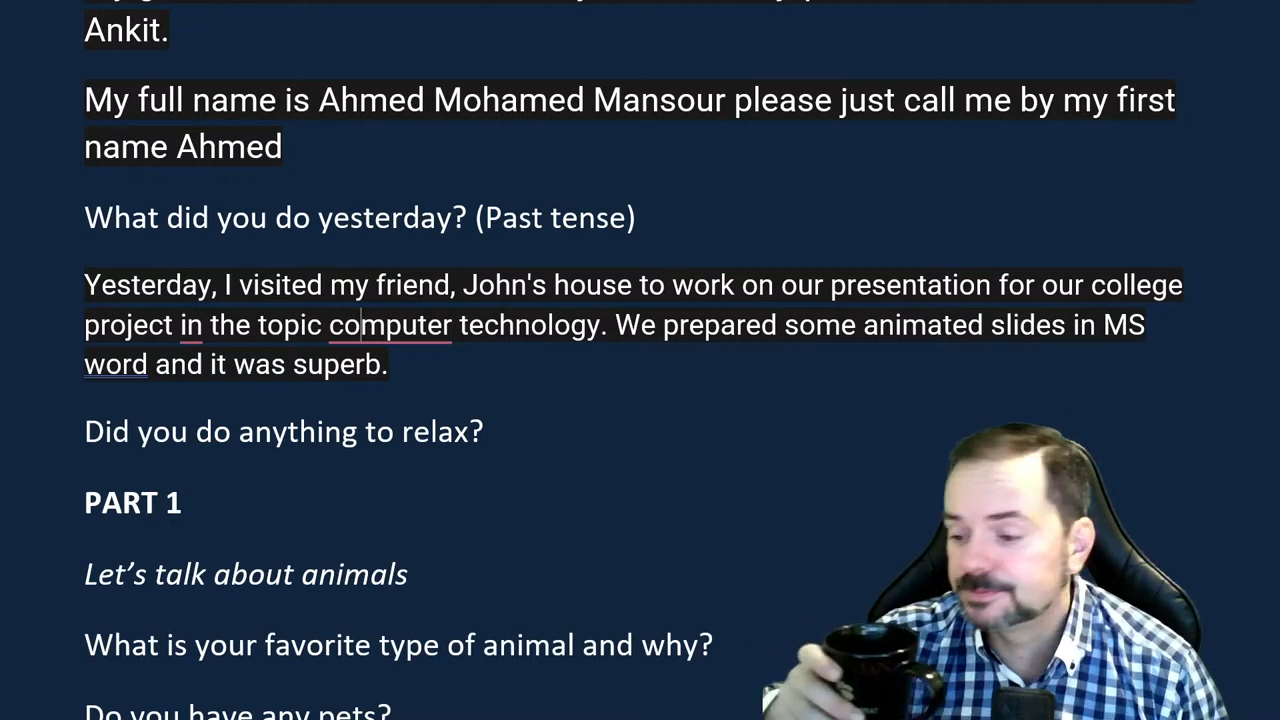 Ankit.
My full name is Ahmed Mohamed Mansour please just call me by my first
name Ahmed
What did you do yesterday? (Past tense)
Yesterday, I visited my friend, John's house to work on our presentation for our college
project in the topic computer technology. We prepared some animated slides in MS
word and it was superb.
Did you do anything to relax?
PART 1
Let’s talk about animals
What is your favorite type of animal and why?
Do you have any pets?